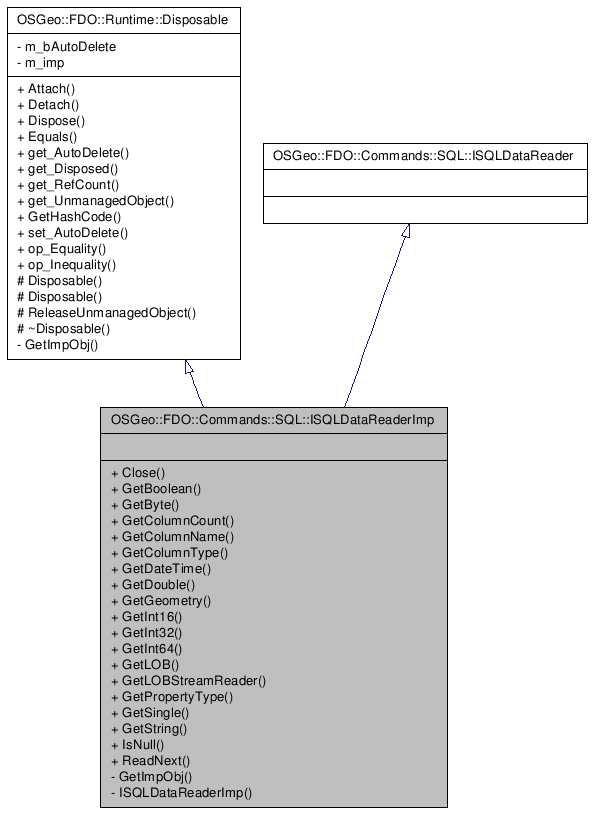 OSGeo::FDO::Runtime::Disposable
- m_bAutoDelete
- m_imp
+ Attach()
+ Detach()
+ Dispose()
+ Equals()
+ get_AutoDelete()
+ get_Disposed()
+ get_RefCount()
+ get_UnmanagedObject()
+ GetHashCode()
+ set_AutoDelete()
+ op_Equality()
+ op_Inequality()
# Disposable()
# Disposable()
# ReleaseUnmanagedObject()
# ~Disposable()
- GetImpObj()
OSGeo::FDO::Commands::SQL::ISQLDataReader
OSGeo::FDO::Commands::SQL::ISQLDataReaderImp
+ Close()
+ GetBoolean()
+ GetByte()
+ GetColumnCount()
+ GetColumnName()
+ GetColumnType()
+ GetDateTime()
+ GetDouble()
+ GetGeometry()
+ GetInt16()
+ GetInt32()
+ GetInt64()
+ GetLOB()
+ GetLOBStreamReader()
+ GetPropertyType()
+ GetSingle()
+ GetString()
+ IsNull()
+ ReadNext()
- GetImpObj()
- ISQLDataReaderImp()